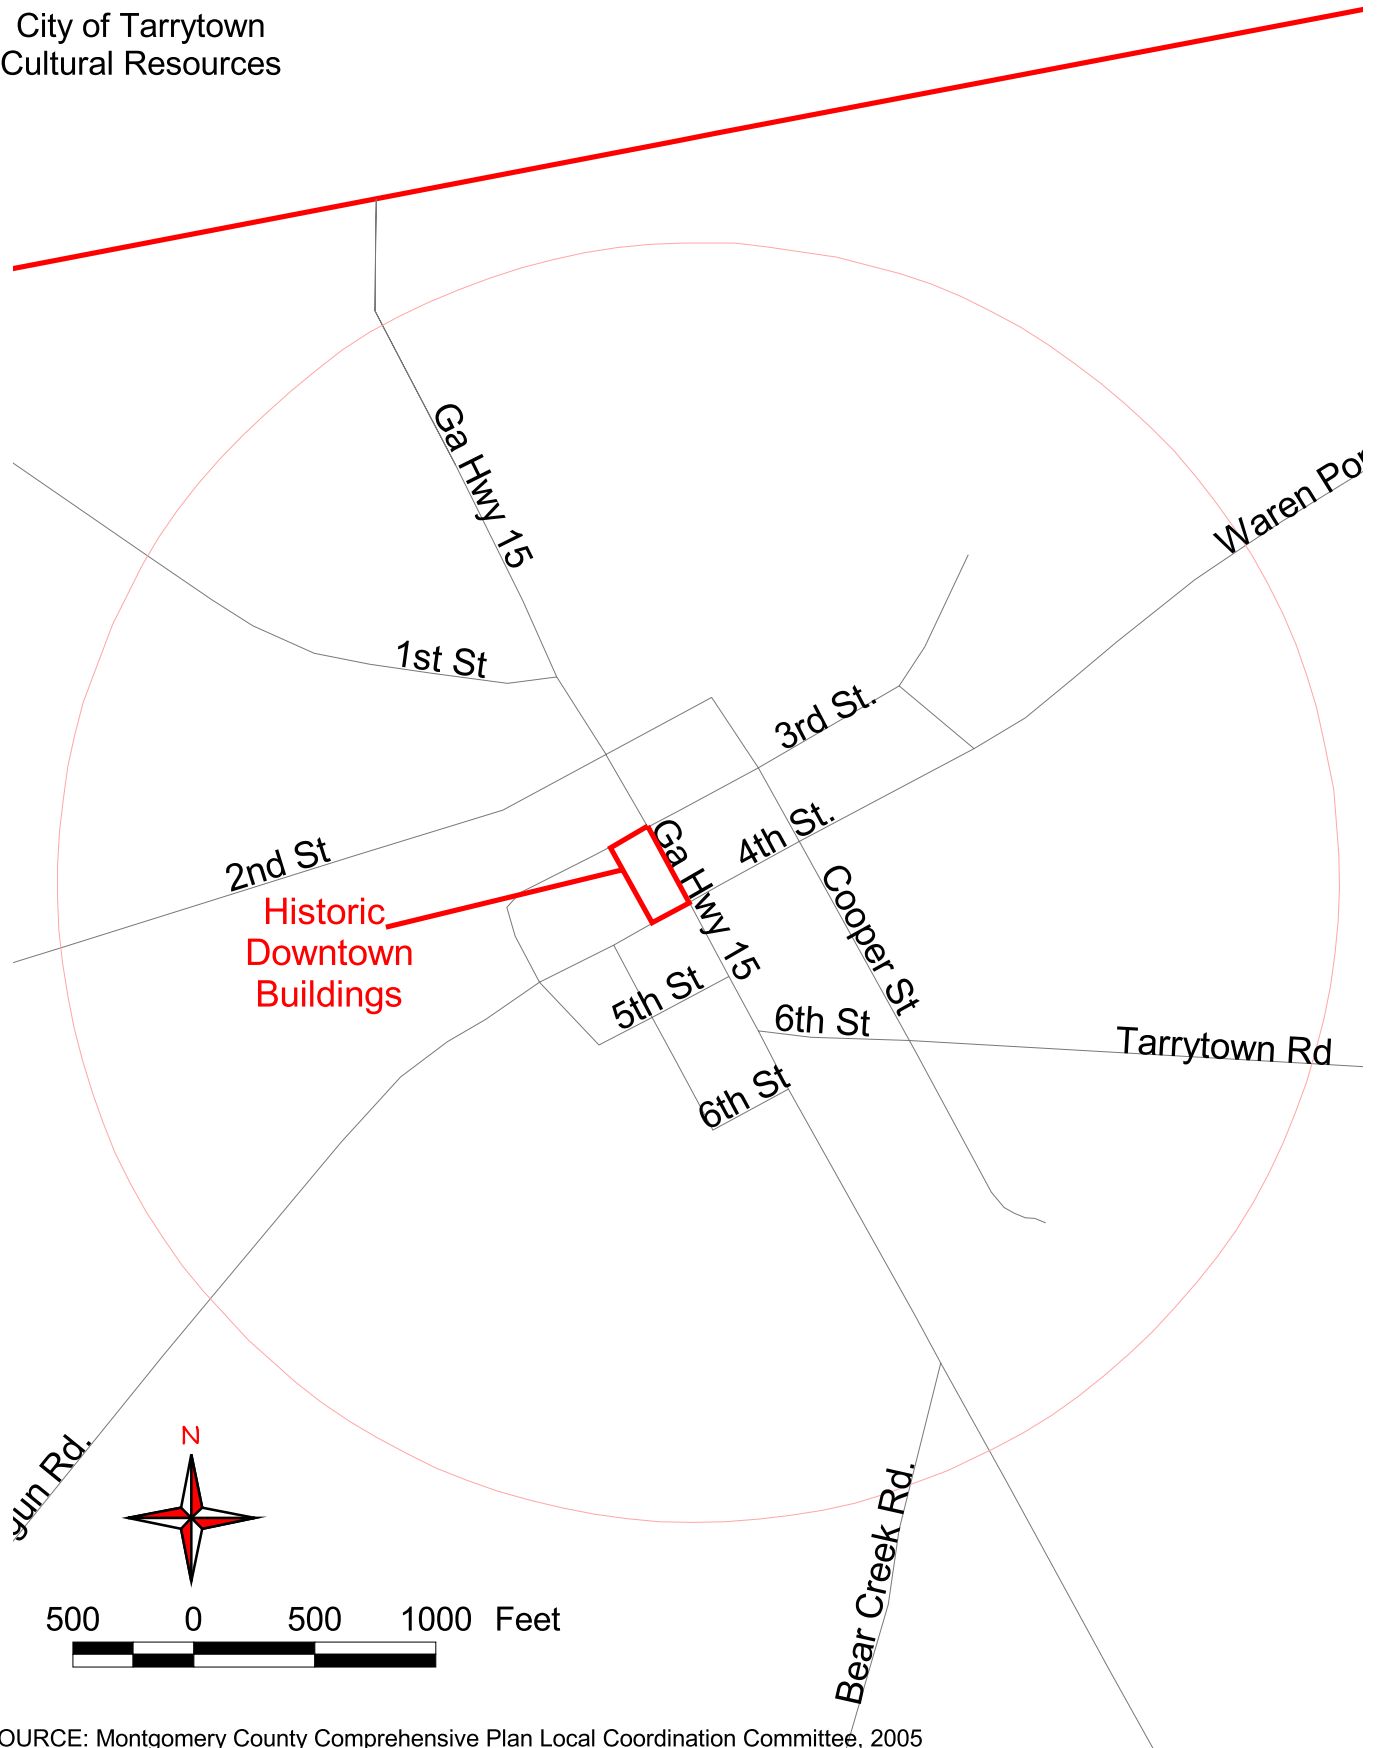 City of Tarrytown
Cultural Resources
Ga Hwy 15
Waren Por
1st St
3rd St.
4th St.
2nd St
Ga Hwy 15
Historic
Downtown
Buildings
Cooper St
5th St
6th St
Tarrytown Rd
6th St
gun Rd.
Bear Creek Rd.
N
500 0 500 1000 Feet
OURCE: Montgomery County Comprehensive Plan Local Coordination Committee, 2005